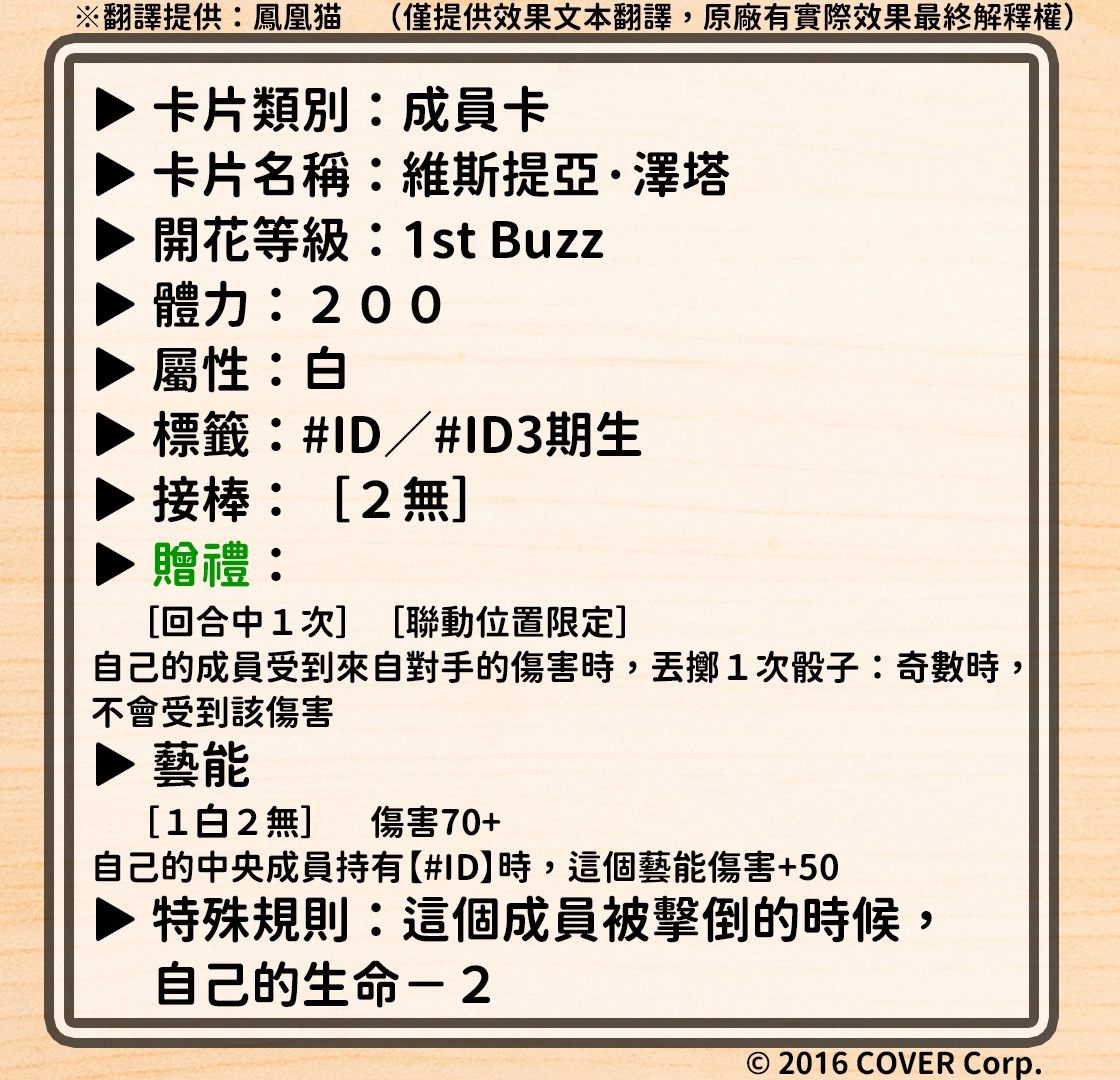 ※翻譯提供：鳳凰猫　（僅提供效果文本翻譯，原廠有實際效果最終解釋權）
▶ 卡片類別：成員卡
▶ 卡片名稱：維斯提亞·澤塔
▶ 開花等級：1st Buzz
▶ 體力：２００
▶ 屬性：白
▶ 標籤：#ID／#ID3期生
▶ 接棒：［２無］
▶ 贈禮：
［回合中１次］　［聯動位置限定］
自己的成員受到來自對手的傷害時，丟擲１次骰子：奇數時，
不會受到該傷害
▶ 藝能
［１白２無］　傷害70+
自己的中央成員持有【#ID】時，這個藝能傷害+50
▶ 特殊規則：這個成員被擊倒的時候，
自己的生命－２
© 2016 COVER Corp.